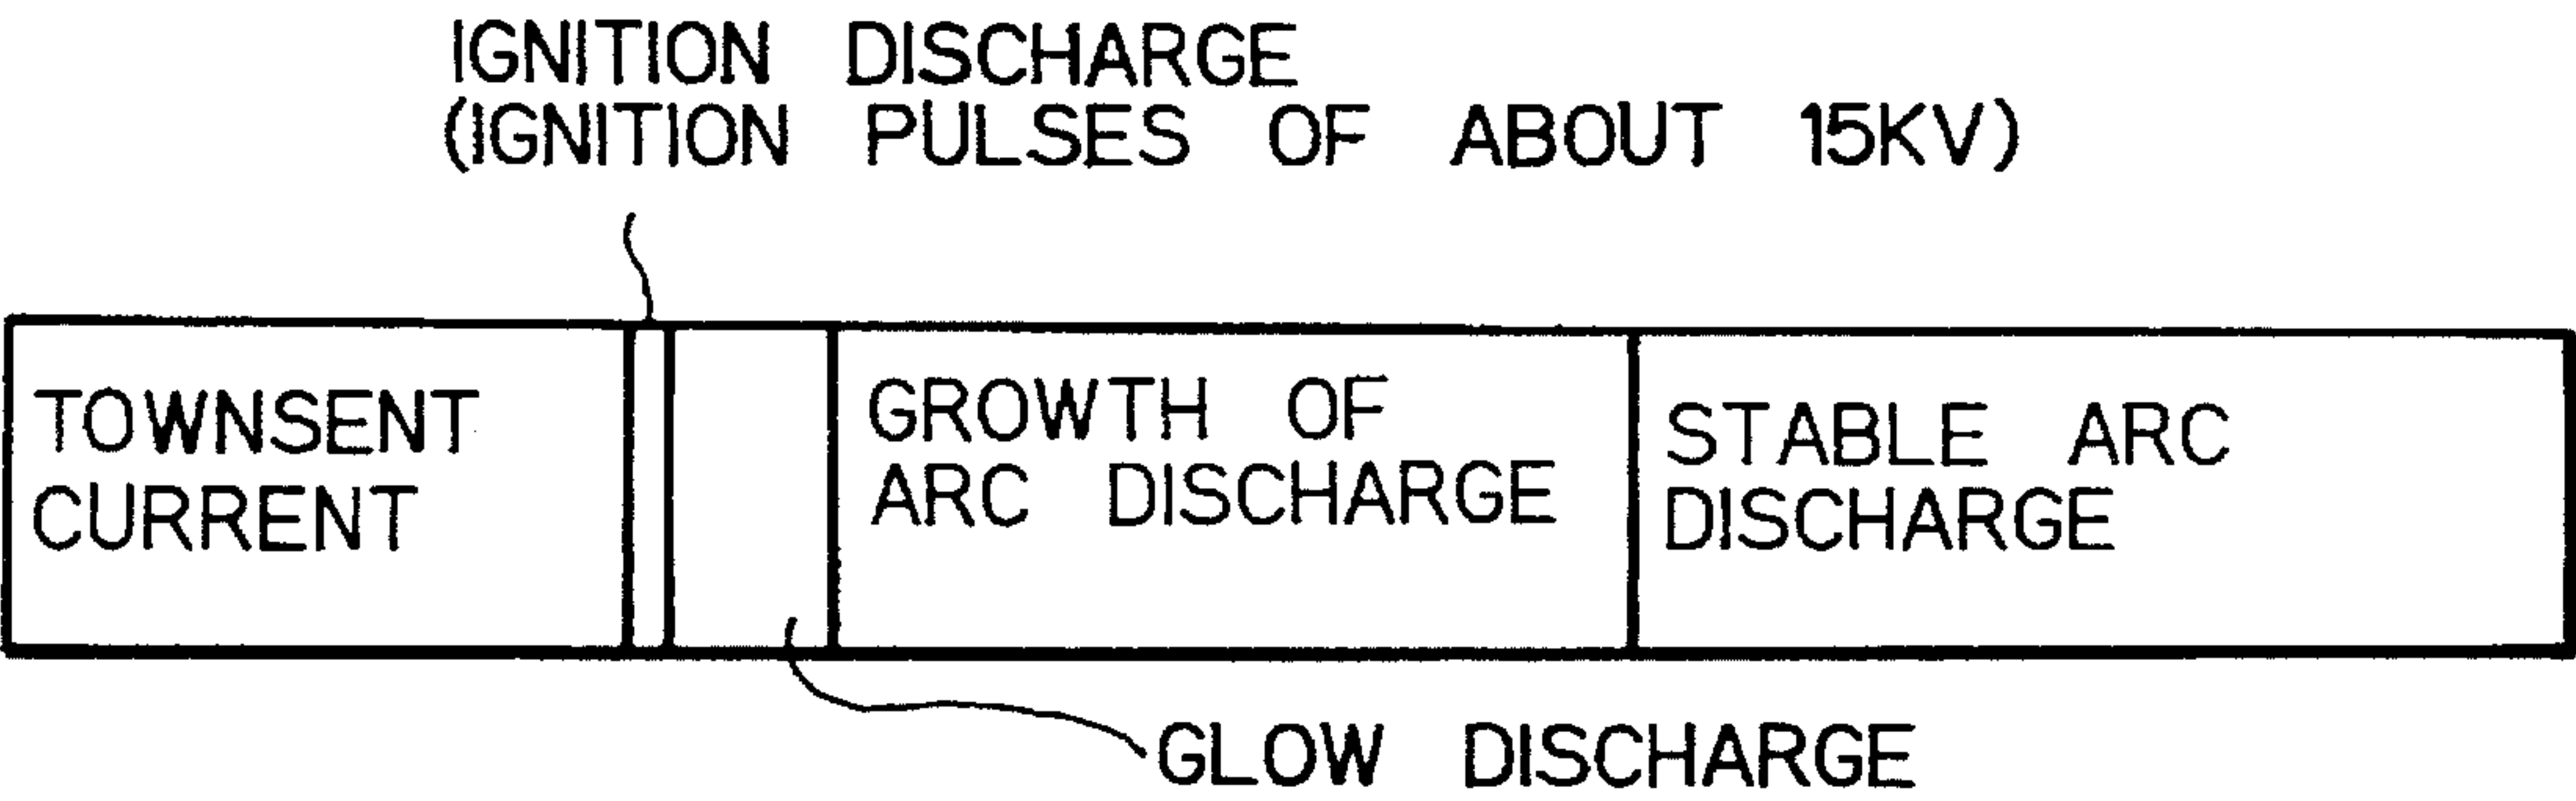 IGNITION DISCHARGE
(IGNITION PULSES OF ABOUT 15KV)
TOWNSENT
CURRENT
GROWTH OF
ARC DISCHARGE
STABLE ARC
DISCHARGE
GLOW DISCHARGE